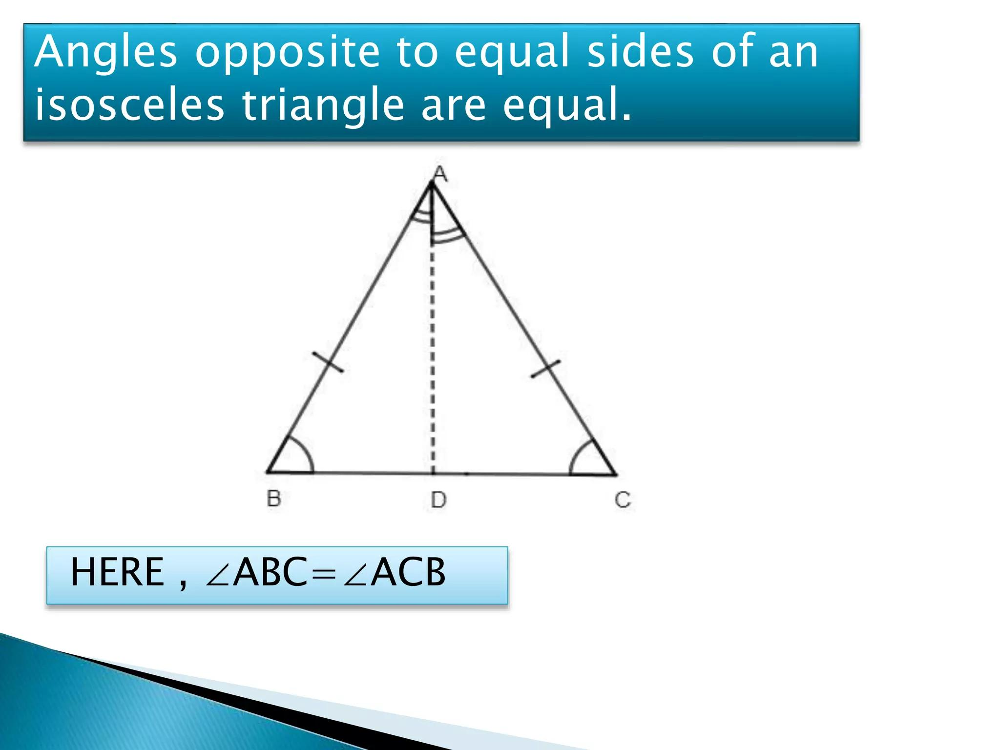 Angles opposite to equal sides of an
isosceles triangle are equal.
A
B D C
HERE , ∠ABC=∠ACB